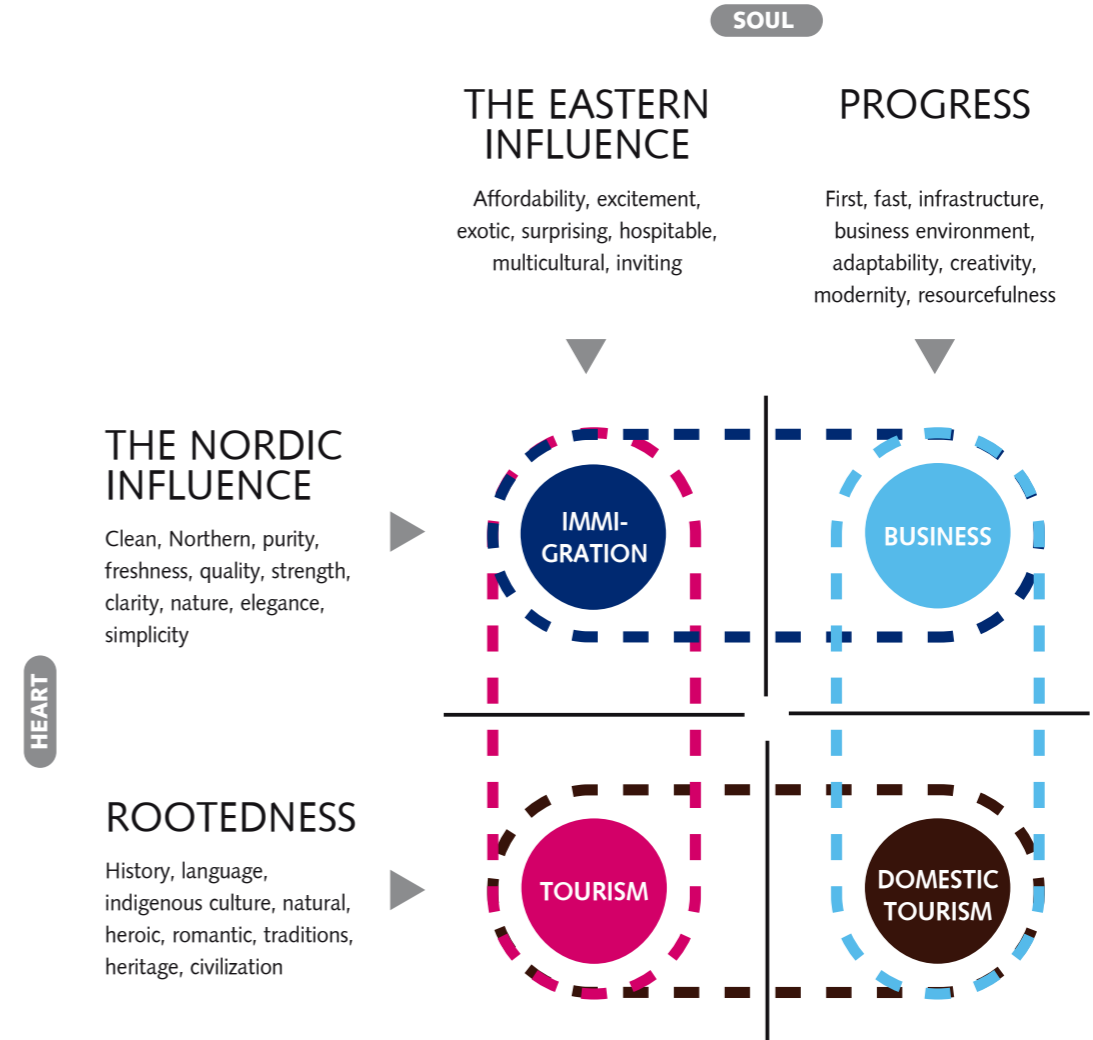 SOUL
THE EASTERN
INFLUENCE
Affordability, excitement,
exotic, surprising, hospitable,
multicultural, inviting
PROGRESS
First, fast, infrastructure,
business environment,
adaptability, creativity,
modernity, resourcefulness
THE NORDIC
INFLUENCE
Clean, Northern, purity,
freshness, quality, strength,
clarity, nature, elegance,
simplicity
IMMI-
GRATION
BUSINESS
HEART
ROOTEDNESS
History, language,
indigenous culture, natural,
heroic, romantic, traditions,
heritage, civilization
TOURISM
DOMESTIC
TOURISM